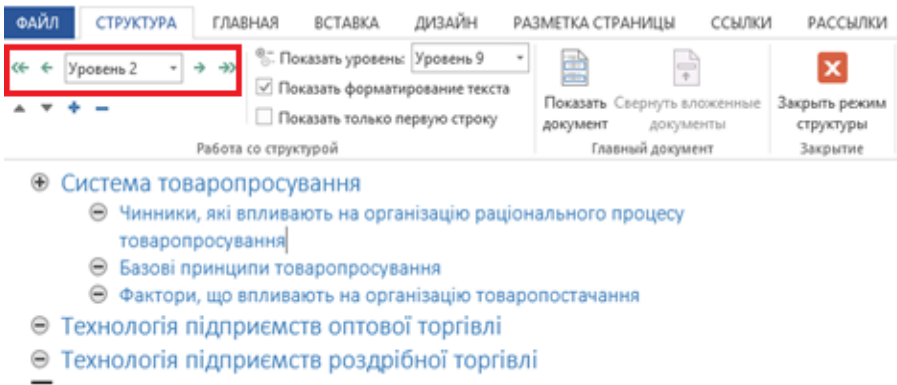 ФАЙЛ СТРУКТУРА ГЛАВНАЯ ВСТАВКА ДИЗАЙН РАЗМЕТКА СТРАНИЦЫ ССЫЛКИ РАССЫЛКИ
Уровень 2
Показать уровень: Уровень 9
Показать форматирование текста
Показать только первую строку
Работа со структурой
Показать документ
Свернуть вложенные документы
Главный документ
Закрыть режим структуры
Закрытие
Система товаропросування
Чинники, які впливають на організацію раціонального процесу
товаропросування
Базові принципи товаропросування
Фактори, що впливають на організацію товаропостачання
Технологія підприємств оптової торгівлі
Технологія підприємств роздрібної торгівлі